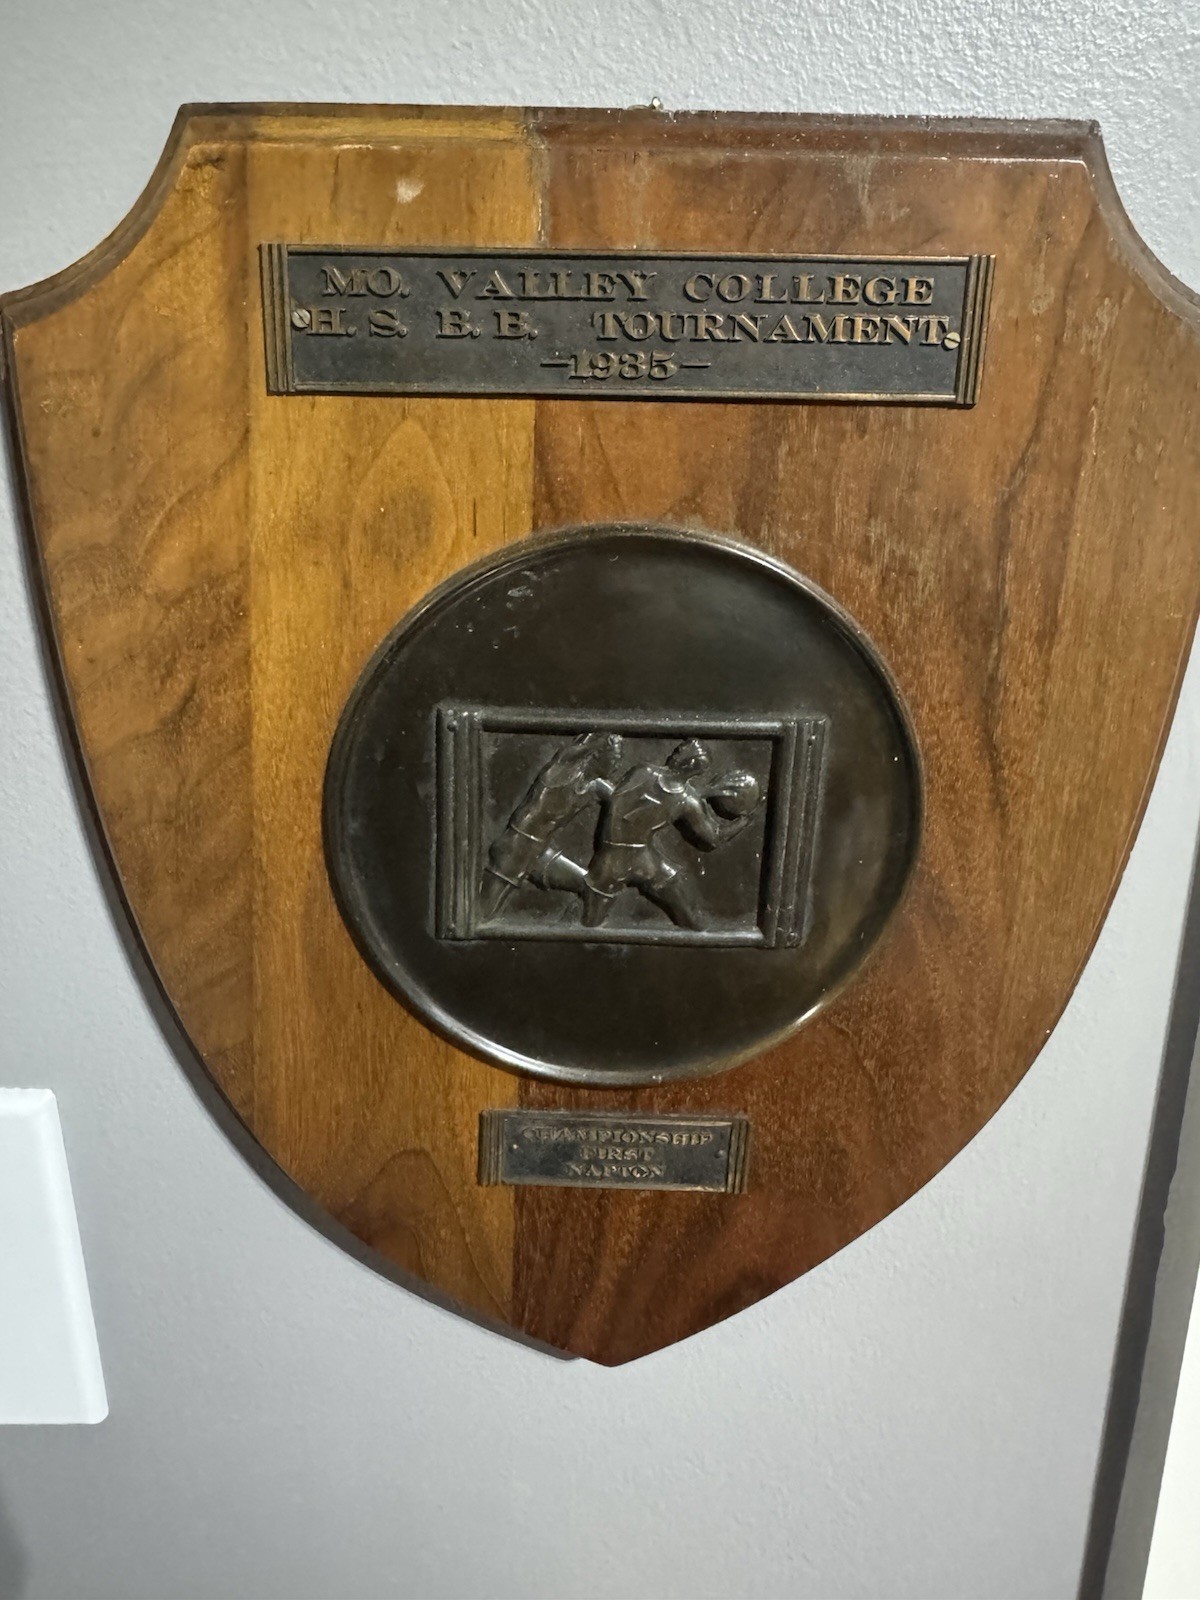 MO. VALLEY COLLEGE
H. S. B. B. TOURNAMENT
—1935—
CHAMPIONSHIP
FIRST
NAPTON